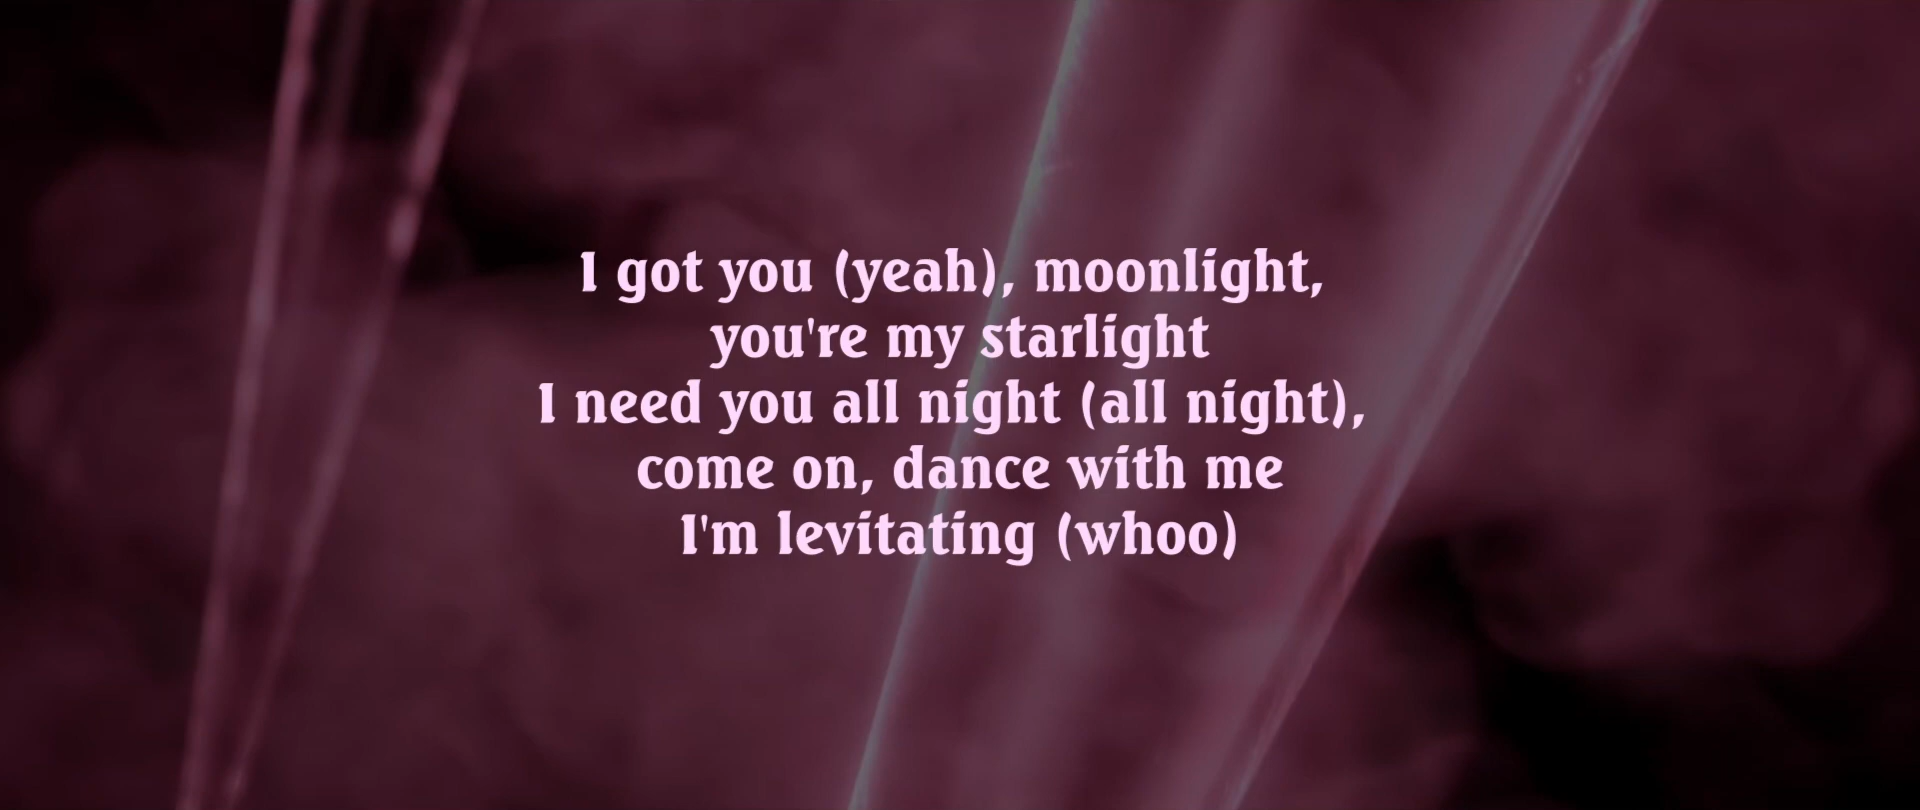 I got you (yeah), moonlight,
you're my starlight
I need you all night (all night),
come on, dance with me
I'm levitating (whoo)